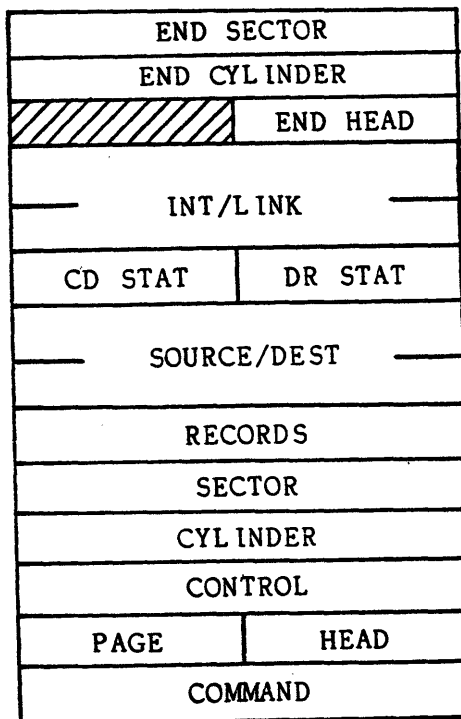 END SECTOR
END CYLINDER
END HEAD
INT/LINK
CD STAT DR STAT
SOURCE/DEST
RECORDS
SECTOR
CYLINDER
CONTROL
PAGE HEAD
COMMAND